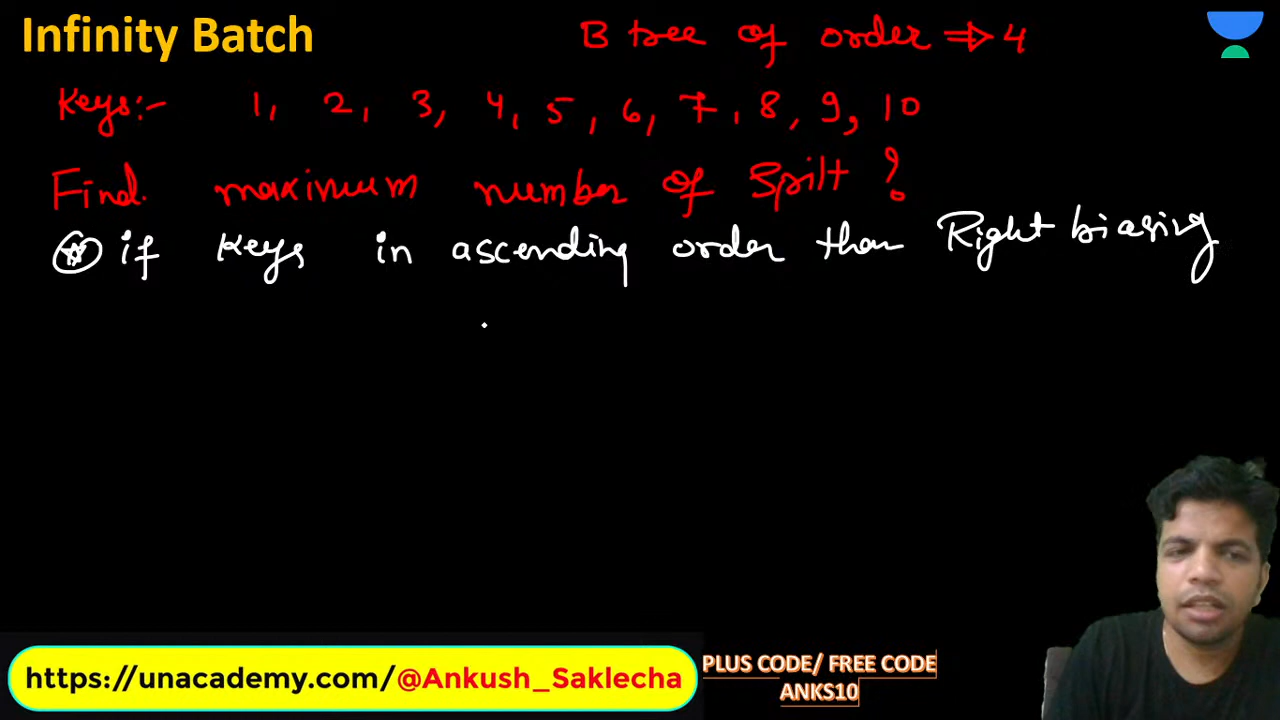 Infinity Batch
B tree of order ⇒ 4
Keys:- 1, 2, 3, 4, 5, 6, 7, 8, 9, 10
Find. maximum number of Spilt ?
* if Keys in ascending order than Right biasing
https://unacademy.com/@Ankush_Saklecha
PLUS CODE/ FREE CODE
ANKS10